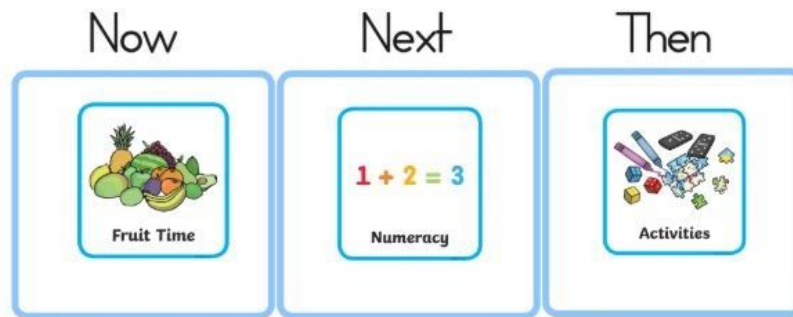 Now Next Then
Fruit Time
1 + 2 = 3
Numeracy
Activities